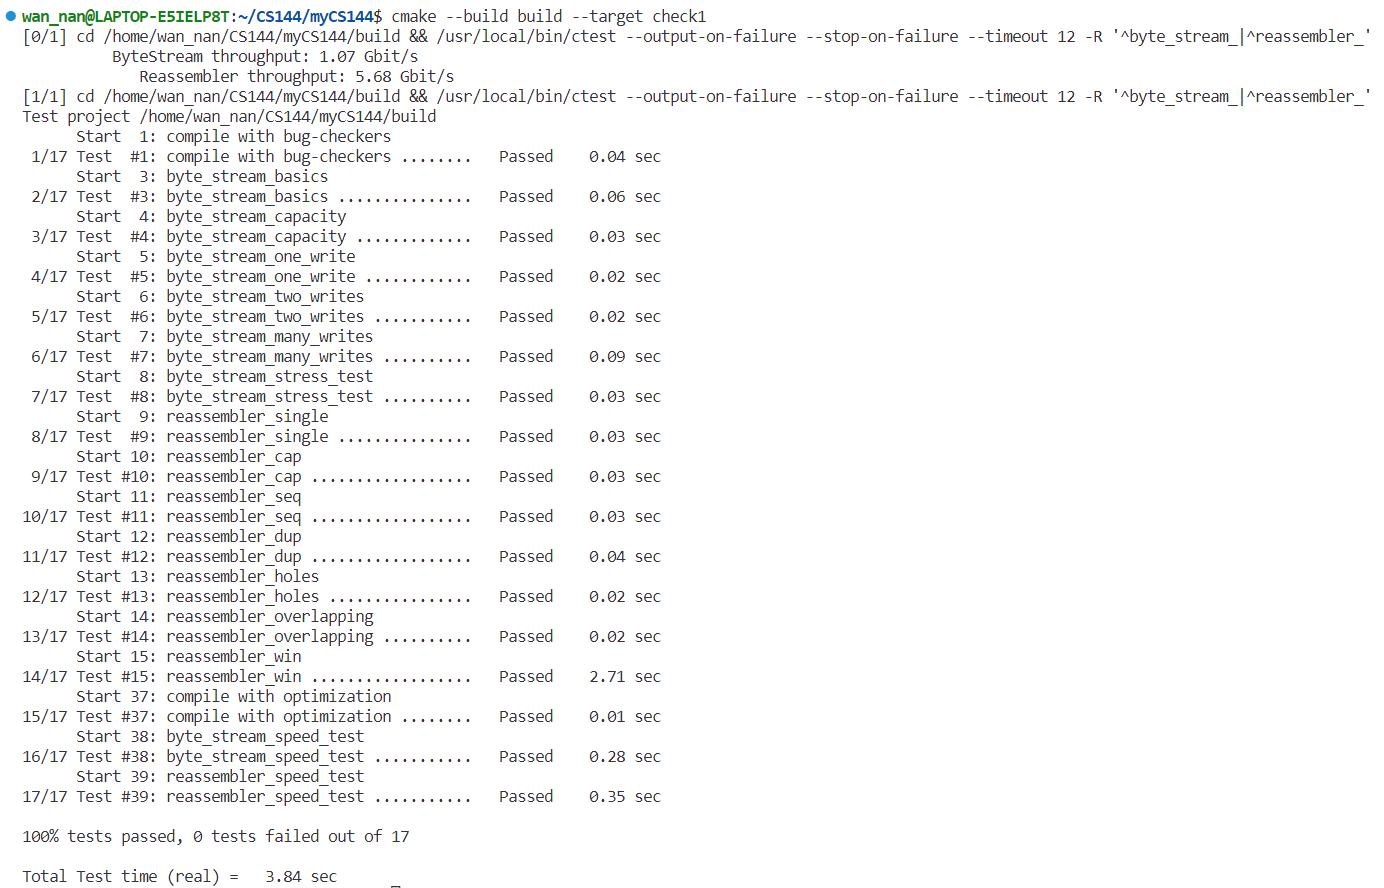 wan_nan@LAPTOP-E5IELP8T:~/CS144/myCS144$ cmake --build build --target check1
[0/1] cd /home/wan_nan/CS144/myCS144/build && /usr/local/bin/ctest --output-on-failure --stop-on-failure --timeout 12 -R '^byte_stream_|^reassembler_'
          ByteStream throughput: 1.07 Gbit/s
             Reassembler throughput: 5.68 Gbit/s
[1/1] cd /home/wan_nan/CS144/myCS144/build && /usr/local/bin/ctest --output-on-failure --stop-on-failure --timeout 12 -R '^byte_stream_|^reassembler_'
Test project /home/wan_nan/CS144/myCS144/build
      Start  1: compile with bug-checkers
 1/17 Test  #1: compile with bug-checkers ........   Passed    0.04 sec
      Start  3: byte_stream_basics
 2/17 Test  #3: byte_stream_basics ...............   Passed    0.06 sec
      Start  4: byte_stream_capacity
 3/17 Test  #4: byte_stream_capacity .............   Passed    0.03 sec
      Start  5: byte_stream_one_write
 4/17 Test  #5: byte_stream_one_write ............   Passed    0.02 sec
      Start  6: byte_stream_two_writes
 5/17 Test  #6: byte_stream_two_writes ...........   Passed    0.02 sec
      Start  7: byte_stream_many_writes
 6/17 Test  #7: byte_stream_many_writes ..........   Passed    0.09 sec
      Start  8: byte_stream_stress_test
 7/17 Test  #8: byte_stream_stress_test ..........   Passed    0.03 sec
      Start  9: reassembler_single
 8/17 Test  #9: reassembler_single ...............   Passed    0.03 sec
      Start 10: reassembler_cap
 9/17 Test #10: reassembler_cap ..................   Passed    0.03 sec
      Start 11: reassembler_seq
10/17 Test #11: reassembler_seq ..................   Passed    0.03 sec
      Start 12: reassembler_dup
11/17 Test #12: reassembler_dup ..................   Passed    0.04 sec
      Start 13: reassembler_holes
12/17 Test #13: reassembler_holes ................   Passed    0.02 sec
      Start 14: reassembler_overlapping
13/17 Test #14: reassembler_overlapping ..........   Passed    0.02 sec
      Start 15: reassembler_win
14/17 Test #15: reassembler_win ..................   Passed    2.71 sec
      Start 37: compile with optimization
15/17 Test #37: compile with optimization ........   Passed    0.01 sec
      Start 38: byte_stream_speed_test
16/17 Test #38: byte_stream_speed_test ...........   Passed    0.28 sec
      Start 39: reassembler_speed_test
17/17 Test #39: reassembler_speed_test ...........   Passed    0.35 sec

100% tests passed, 0 tests failed out of 17

Total Test time (real) =   3.84 sec